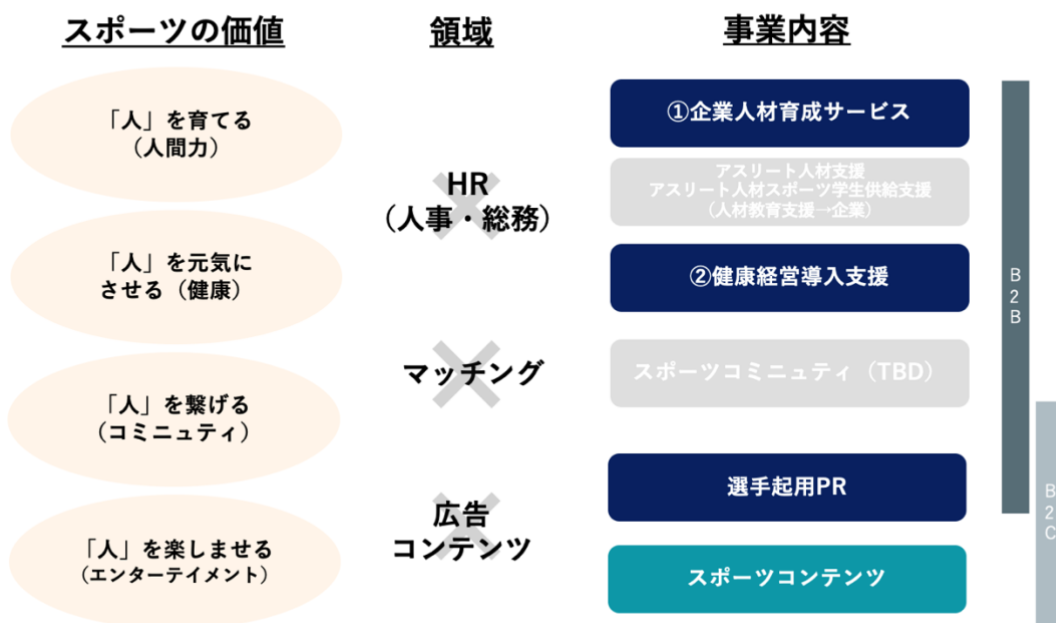 スポーツの価値
領域
事業内容
「人」を育てる
（人間力）
「人」を元気に
させる（健康）
「人」を繋げる
（コミニュティ）
「人」を楽しませる
（エンターテイメント）
HR
（人事・総務）
マッチング
広告
コンテンツ
①企業人材育成サービス
アスリート人材支援
アスリート人材スポーツ学生供給支援
（人材教育支援→企業）
②健康経営導入支援
スポーツコミニュティ（TBD）
選手起用PR
スポーツコンテンツ
B2B
B2C